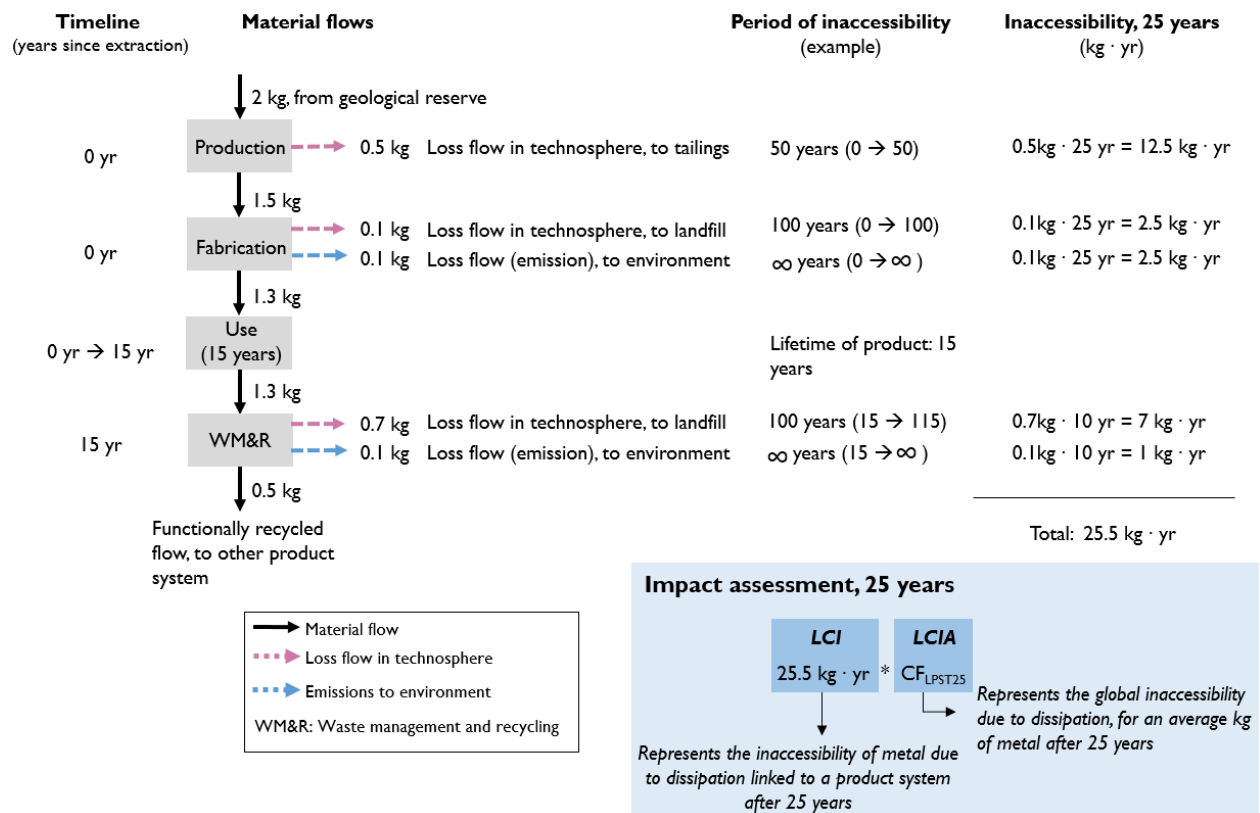 Timeline
(years since extraction)
Material flows
Period of inaccessibility
(example)
Inaccessibility, 25 years
(kg · yr)
2 kg, from geological reserve
0 yr
Production
0.5 kg Loss flow in technosphere, to tailings
50 years (0 → 50)
0.5kg · 25 yr = 12.5 kg · yr
1.5 kg
0 yr
Fabrication
0.1 kg Loss flow in technosphere, to landfill
100 years (0 → 100)
0.1kg · 25 yr = 2.5 kg · yr
0.1 kg Loss flow (emission), to environment
∞ years (0 → ∞ )
0.1kg · 25 yr = 2.5 kg · yr
1.3 kg
0 yr → 15 yr
Use
(15 years)
Lifetime of product: 15
years
1.3 kg
15 yr
WM&R
0.7 kg Loss flow in technosphere, to landfill
100 years (15 → 115)
0.7kg · 10 yr = 7 kg · yr
0.1 kg Loss flow (emission), to environment
∞ years (15 → ∞ )
0.1kg · 10 yr = 1 kg · yr
0.5 kg
Functionally recycled
flow, to other product
system
Total: 25.5 kg · yr
Material flow
Loss flow in technosphere
Emissions to environment
WM&R: Waste management and recycling
Impact assessment, 25 years
LCI
25.5 kg · yr
*
LCIA
CFLPST25
Represents the inaccessibility of metal due
to dissipation linked to a product system
after 25 years
Represents the global inaccessibility
due to dissipation, for an average kg
of metal after 25 years